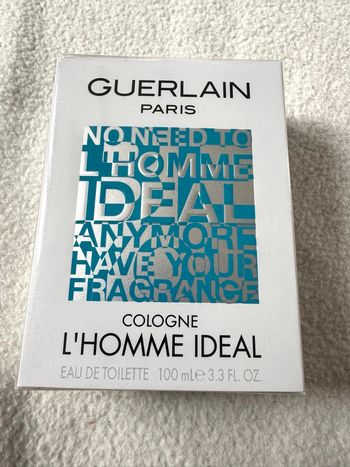 GUERLAIN
PARIS
NO NEED TO
L'HOMME
IDEAL
ANYMORE
HAVE YOUR
FRAGRANCE
COLOGNE
L'HOMME IDEAL
EAU DE TOILETTE 100 mL e 3.3 FL. OZ.